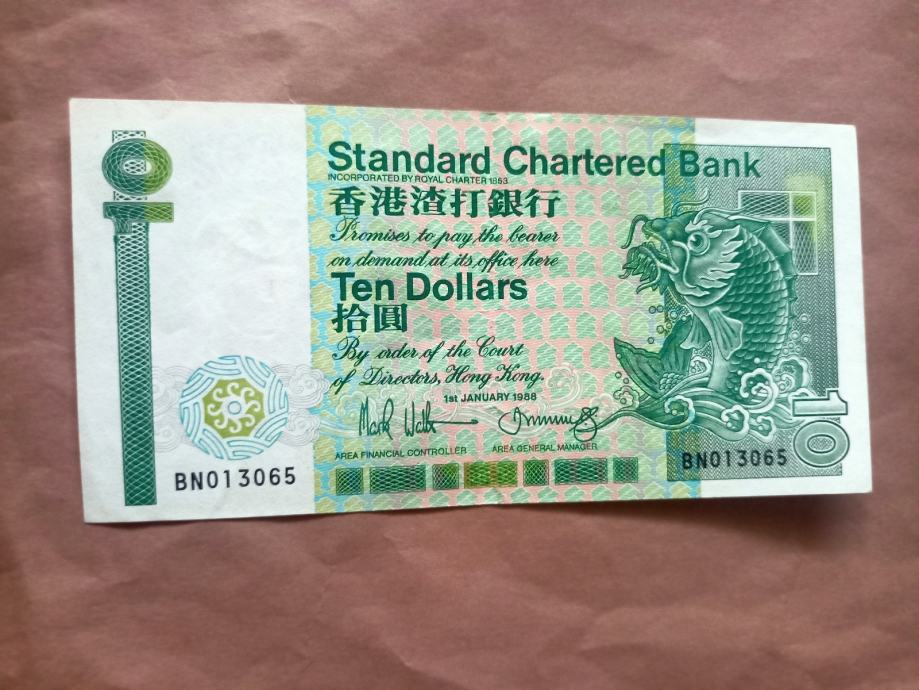 10
Standard Chartered Bank
INCORPORATED BY ROYAL CHARTER 1853
香港渣打銀行
Promises to pay the bearer
on demand at its office here
Ten Dollars
拾圓
By order of the Court
of Directors, Hong Kong.
1st JANUARY 1988
AREA FINANCIAL CONTROLLER AREA GENERAL MANAGER
BN013065
BN013065
10